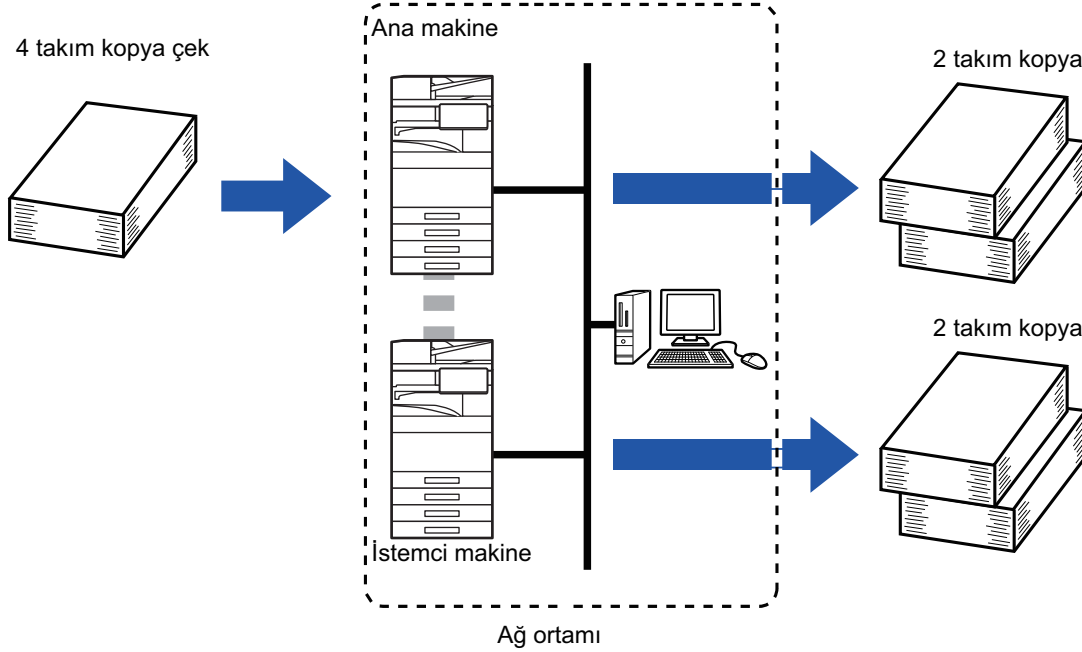 Ana makine
4 takım kopya çek
2 takım kopya
2 takım kopya
İstemci makine
Ağ ortamı